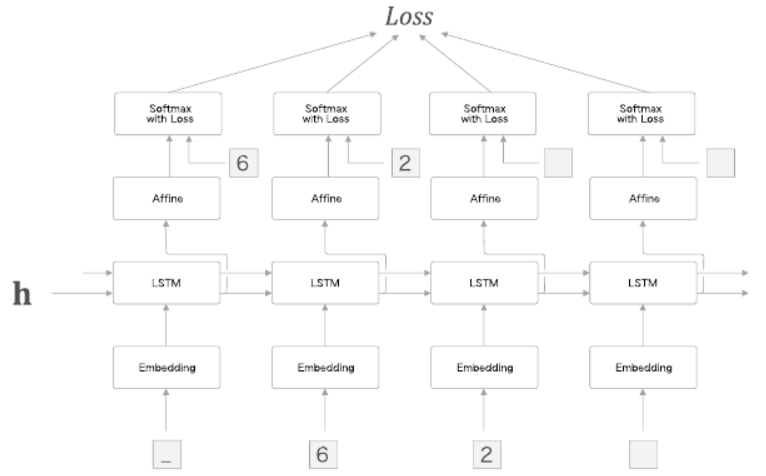 Loss
Softmax
with Loss
Softmax
with Loss
Softmax
with Loss
Softmax
with Loss
6
2
Affine
Affine
Affine
Affine
h
LSTM
LSTM
LSTM
LSTM
Embedding
Embedding
Embedding
Embedding
_
6
2